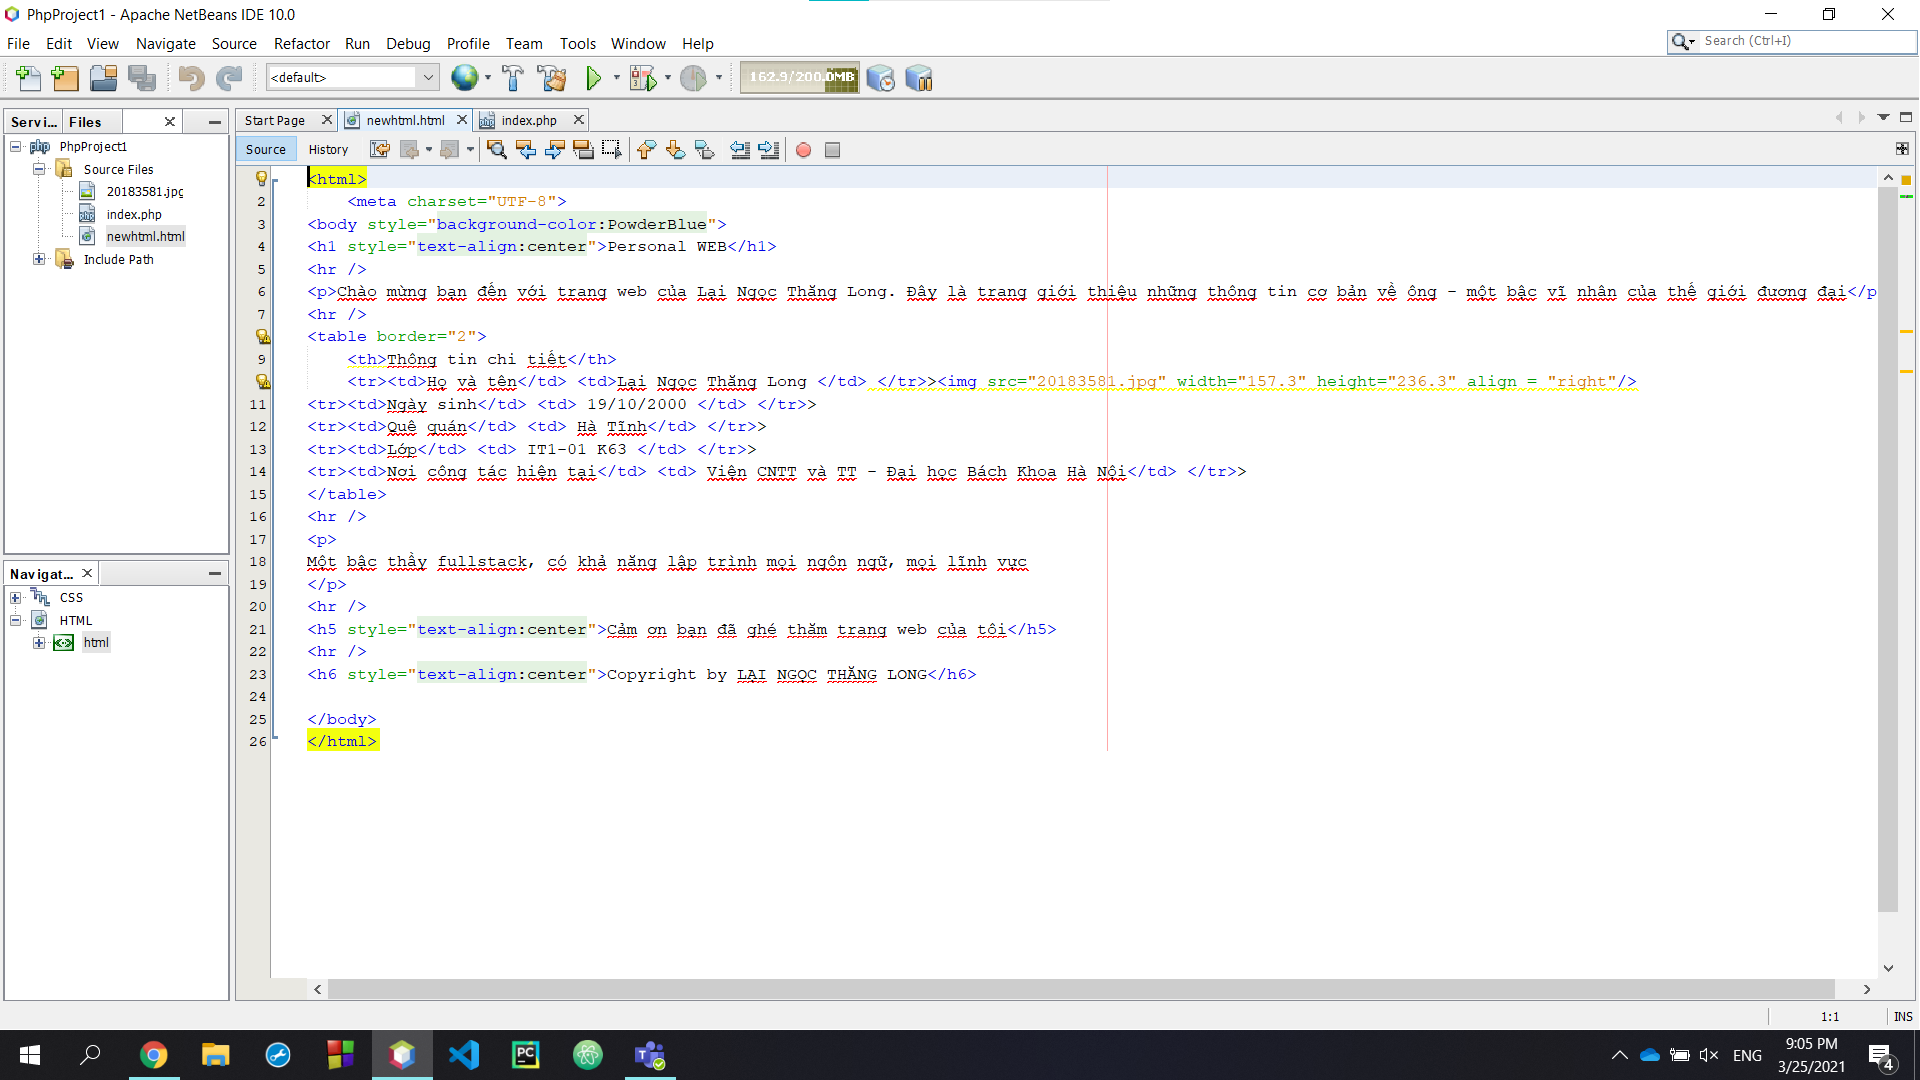 PhpProject1 - Apache NetBeans IDE 10.0
File Edit View Navigate Source Refactor Run Debug Profile Team Tools Window Help
Search (Ctrl+I)
<default>
162.9/200.0MB
Servi... Files
Start Page newhtml.html index.php
PhpProject1
Source Files
20183581.jpg
index.php
newhtml.html
Include Path
Source History
<html>
2 <meta charset="UTF-8">
3 <body style="background-color:PowderBlue">
4 <h1 style="text-align:center">Personal WEB</h1>
5 <hr />
6 <p>Chào mừng bạn đến với trang web của Lại Ngọc Thăng Long. Đây là trang giới thiệu những thông tin cơ bản về ông - một bậc vĩ nhân của thế giới đương đại</p
7 <hr />
<table border="2">
9 <th>Thông tin chi tiết</th>
<tr><td>Họ và tên</td> <td>Lại Ngọc Thăng Long </td> </tr>><img src="20183581.jpg" width="157.3" height="236.3" align = "right"/>
11 <tr><td>Ngày sinh</td> <td> 19/10/2000 </td> </tr>>
12 <tr><td>Quê quán</td> <td> Hà Tĩnh</td> </tr>>
13 <tr><td>Lớp</td> <td> IT1-01 K63 </td> </tr>>
14 <tr><td>Nơi công tác hiện tại</td> <td> Viện CNTT và TT - Đại học Bách Khoa Hà Nội</td> </tr>>
15 </table>
16 <hr />
17 <p>
18 Một bậc thầy fullstack, có khả năng lập trình mọi ngôn ngữ, mọi lĩnh vực
19 </p>
20 <hr />
21 <h5 style="text-align:center">Cảm ơn bạn đã ghé thăm trang web của tôi</h5>
22 <hr />
23 <h6 style="text-align:center">Copyright by LẠI NGỌC THĂNG LONG</h6>
24
25 </body>
26 </html>
Navigat...
CSS
HTML
html
1:1 INS
ENG
9:05 PM
3/25/2021
4